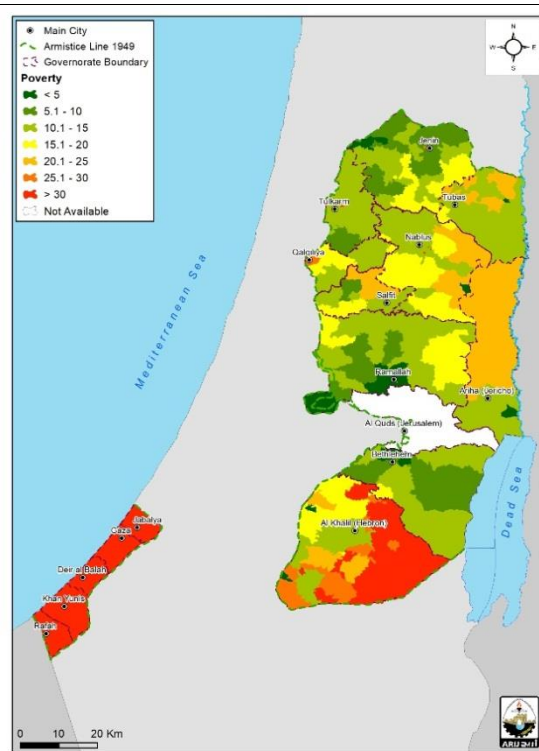 Main City
Armistice Line 1949
Governorate Boundary
Poverty
< 5
5.1 - 10
10.1 - 15
15.1 - 20
20.1 - 25
25.1 - 30
> 30
Not Available
N
W
E
S
Mediterranean Sea
Jenin
Tubas
Tulkarm
Nablus
Qalqiliya
Salfit
Ramallah
Ariha (Jericho)
Al Quds (Jerusalem)
Bethlehem
Dead Sea
Al Khalil (Hebron)
Jabalya
Gaza
Deir al Balah
Khan Yunis
Rafah
0 10 20 Km